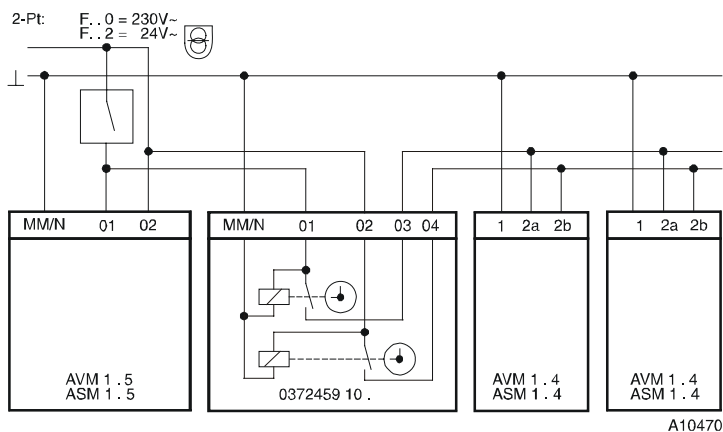 2-Pt: F . . 0 = 230V~
F . . 2 = 24V~
MM/N 01 02
MM/N 01 02 03 04
1 2a 2b
1 2a 2b
AVM 1 . 5
ASM 1 . 5
0372459 10 .
AVM 1 . 4
ASM 1 . 4
AVM 1 . 4
ASM 1 . 4
A10470